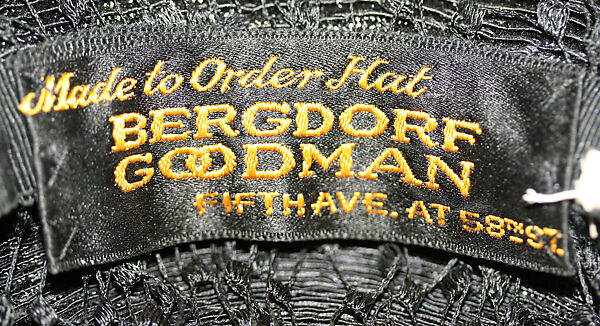 Made to Order Hat
BERGDORF
GOODMAN
FIFTH AVE. AT 58TH ST.